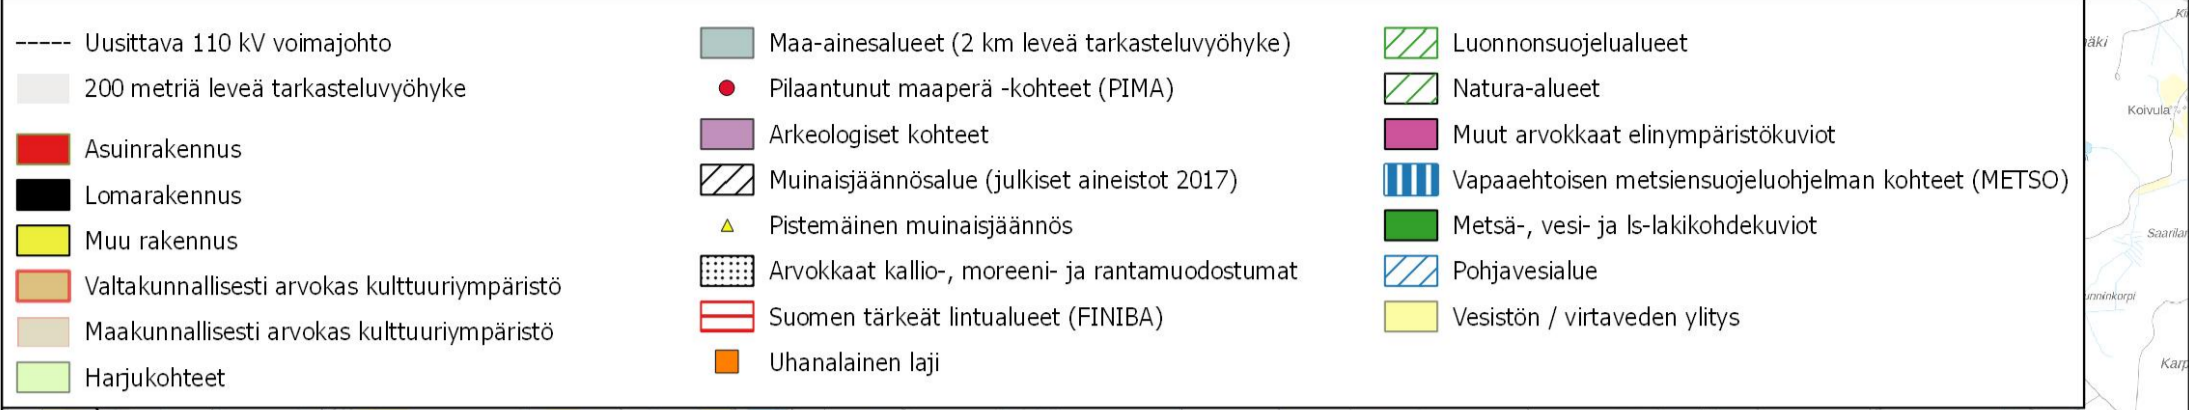 Uusittava 110 kV voimajohto
200 metriä leveä tarkasteluvyöhyke
Asuinrakennus
Lomarakennus
Muu rakennus
Valtakunnallisesti arvokas kulttuuriympäristö
Maakunnallisesti arvokas kulttuuriympäristö
Harjukohteet
Maa-ainesalueet (2 km leveä tarkasteluvyöhyke)
Pilaantunut maaperä -kohteet (PIMA)
Arkeologiset kohteet
Muinaisjäännösalue (julkiset aineistot 2017)
Pistemäinen muinaisjäännös
Arvokkaat kallio-, moreeni- ja rantamuodostumat
Suomen tärkeät lintualueet (FINIBA)
Uhanalainen laji
Luonnonsuojelualueet
Natura-alueet
Muut arvokkaat elinympäristökuviot
Vapaaehtoisen metsiensuojeluohjelman kohteet (METSO)
Metsä-, vesi- ja ls-lakikohdekuviot
Pohjavesialue
Vesistön / virtaveden ylitys
Koivula